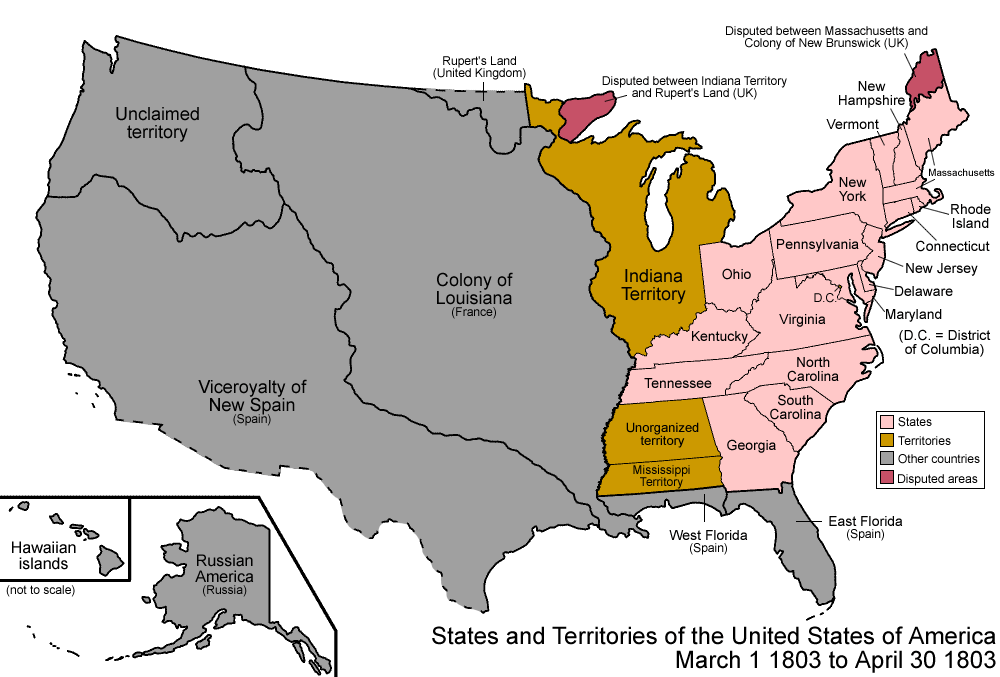 Disputed between Massachusetts and
Colony of New Brunswick (UK)
Rupert's Land
(United Kingdom)
Disputed between Indiana Territory
and Rupert's Land (UK)
New
Hampshire
Vermont
Unclaimed
territory
Massachusetts
New
York
Rhode
Island
Pennsylvania
Connecticut
Ohio
New Jersey
Indiana
Territory
Colony of
Louisiana
(France)
Delaware
D.C.
Maryland
Virginia
(D.C. = District
of Columbia)
Kentucky
North
Carolina
Tennessee
Viceroyalty of
New Spain
(Spain)
South
Carolina
Unorganized
territory
Georgia
Mississippi
Territory
States
Territories
Other countries
Disputed areas
West Florida
(Spain)
East Florida
(Spain)
Hawaiian
islands
(not to scale)
Russian
America
(Russia)
States and Territories of the United States of America
March 1 1803 to April 30 1803